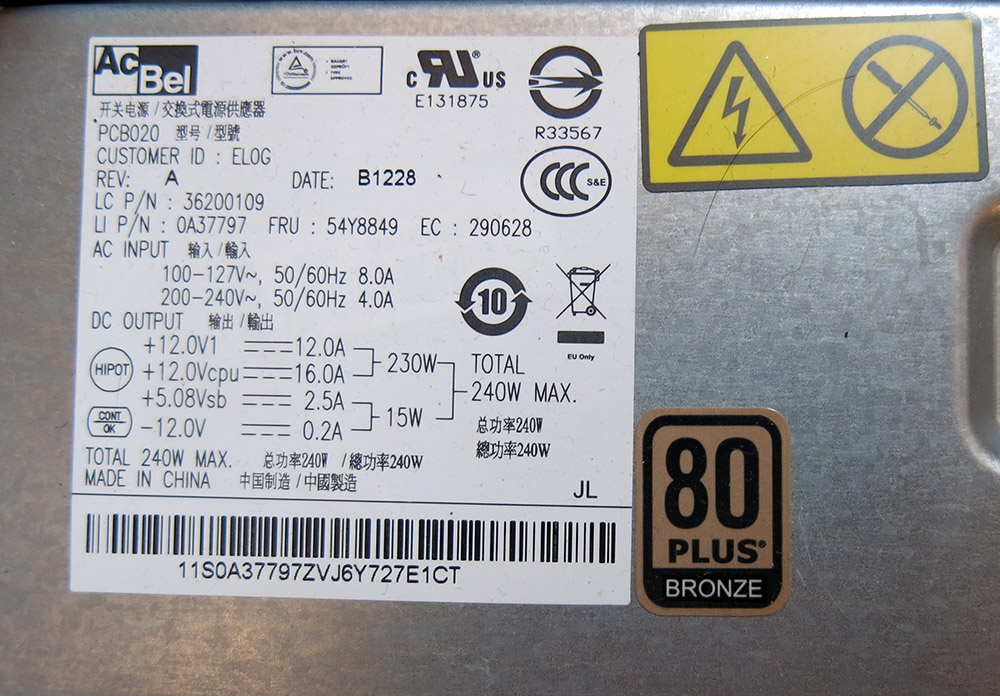 AcBel
开关电源 / 交換式電源供應器
PCB020 型号 / 型號
CUSTOMER ID : ELOG
REV: A DATE: B1228
LC P/N : 36200109
LI P/N : 0A37797 FRU : 54Y8849 EC : 290628
AC INPUT 输入 / 輸入
100-127V~, 50/60Hz 8.0A
200-240V~, 50/60Hz 4.0A
DC OUTPUT 输出 / 輸出
+12.0V1 12.0A
+12.0Vcpu 16.0A
230W
+5.08Vsb 2.5A
-12.0V 0.2A
15W
HIPOT
CONT
OK
TOTAL
240W MAX.
总功率240W
總功率240W
TOTAL 240W MAX. 总功率240W / 總功率240W
MADE IN CHINA 中国制造 / 中國製造
JL
11S0A37797ZVJ6Y727E1CT
c RU ® US
E131875
R33567
CCC S&E
10
EU Only
80
PLUS®
BRONZE